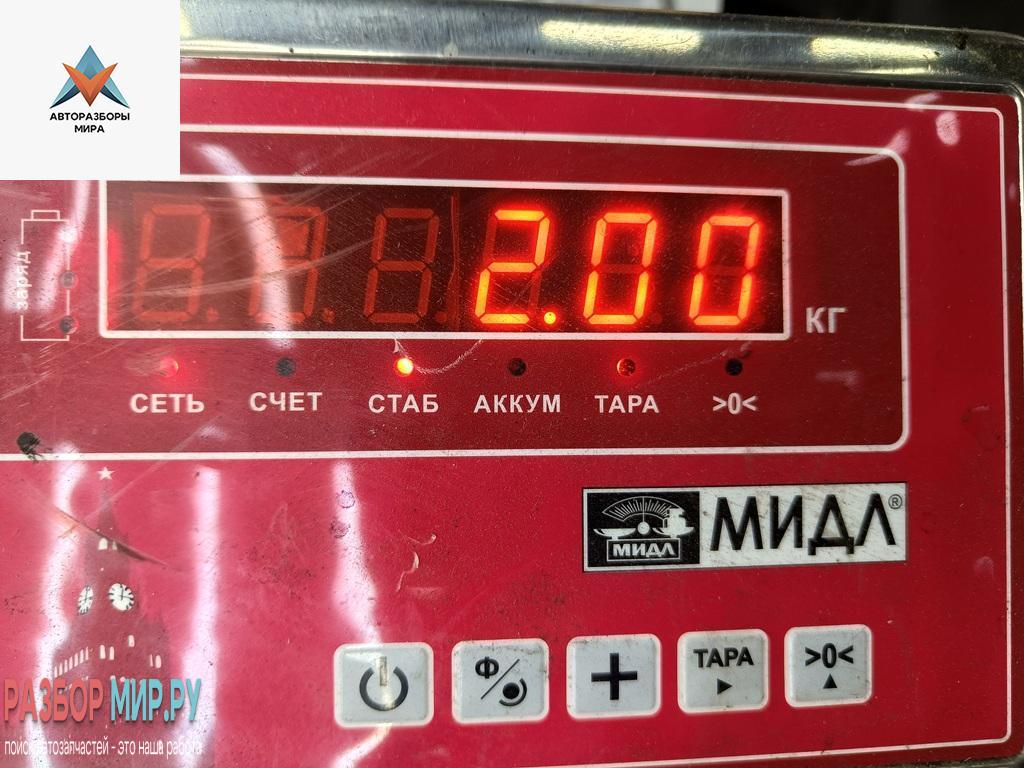 АВТОРАЗБОРЫ
МИРА
заряд
2.00
КГ
СЕТЬ СЧЕТ СТАБ АККУМ ТАРА >0<
МИДЛ МИДЛ®
Ф/
+
ТАРА
>0<
РАЗБОР МИР.РУ
поиск автозапчастей - это наша работа